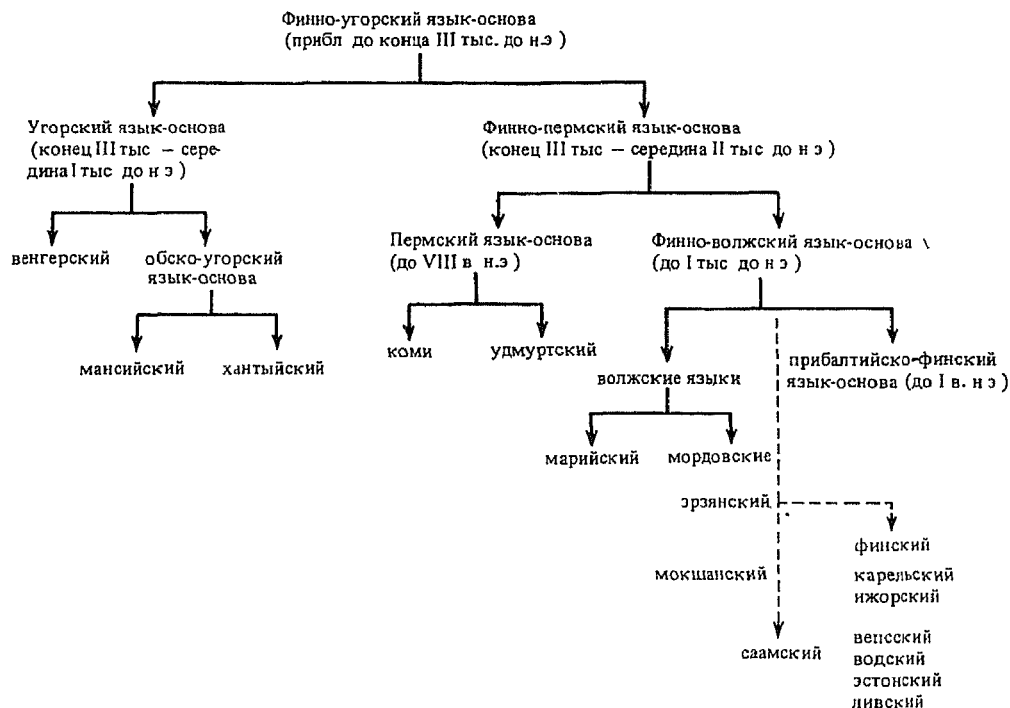 Финно-угорский язык-основа
(прибл до конца III тыс. до н.э )
Угорский язык-основа
(конец III тыс – сере-
дина I тыс до н э )
Финно-пермский язык-основа
(конец III тыс – середина II тыс до н э )
венгерский
обско-угорский
язык-основа
Пермский язык-основа
(до VIII в н.э )
Финно-волжский язык-основа \
(до I тыс до н э )
мансийский
хантыйский
коми
удмуртский
волжские языки
прибалтийско-финский
язык-основа (до I в. н э )
марийский
мордовские
эрзянский
мокшанский
саамский
финский
карельский
ижорский
вепсский
водский
эстонский
ливский